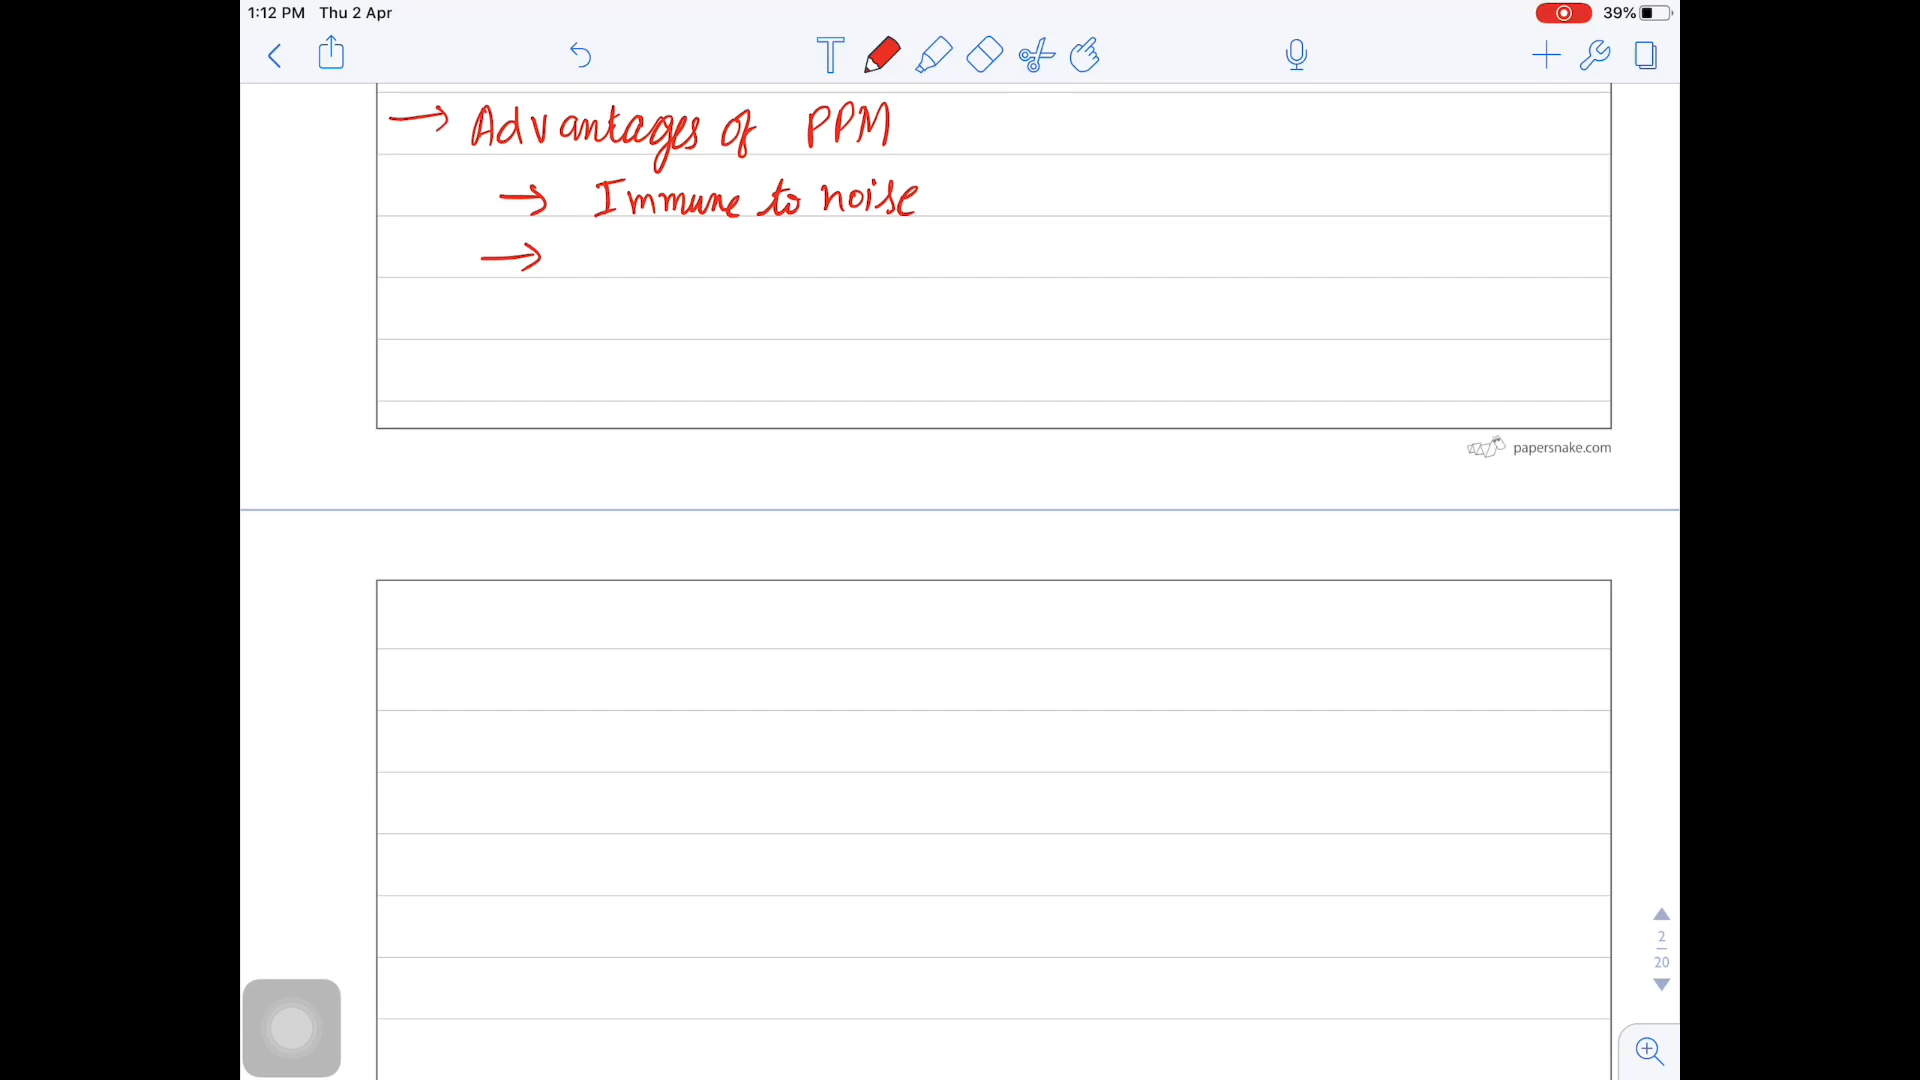 1:12 PM Thu 2 Apr 39%
T
→ Advantages of PPM
→ Immune to noise
→
papersnake.com
2
20